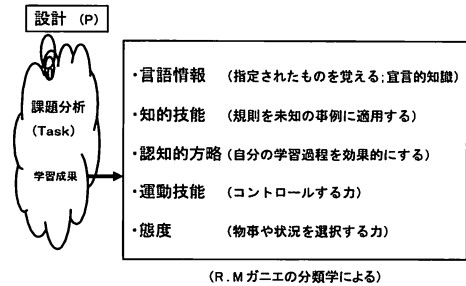 設計（P）
課題分析
（Task）
学習成果
・言語情報 （指定されたものを覚える；宣言的知識）
・知的技能 （規則を未知の事例に適用する）
・認知的方略（自分の学習過程を効果的にする）
・運動技能 （コントロールする力）
・態度 （物事や状況を選択する力）
（R．Mガニエの分類学による）